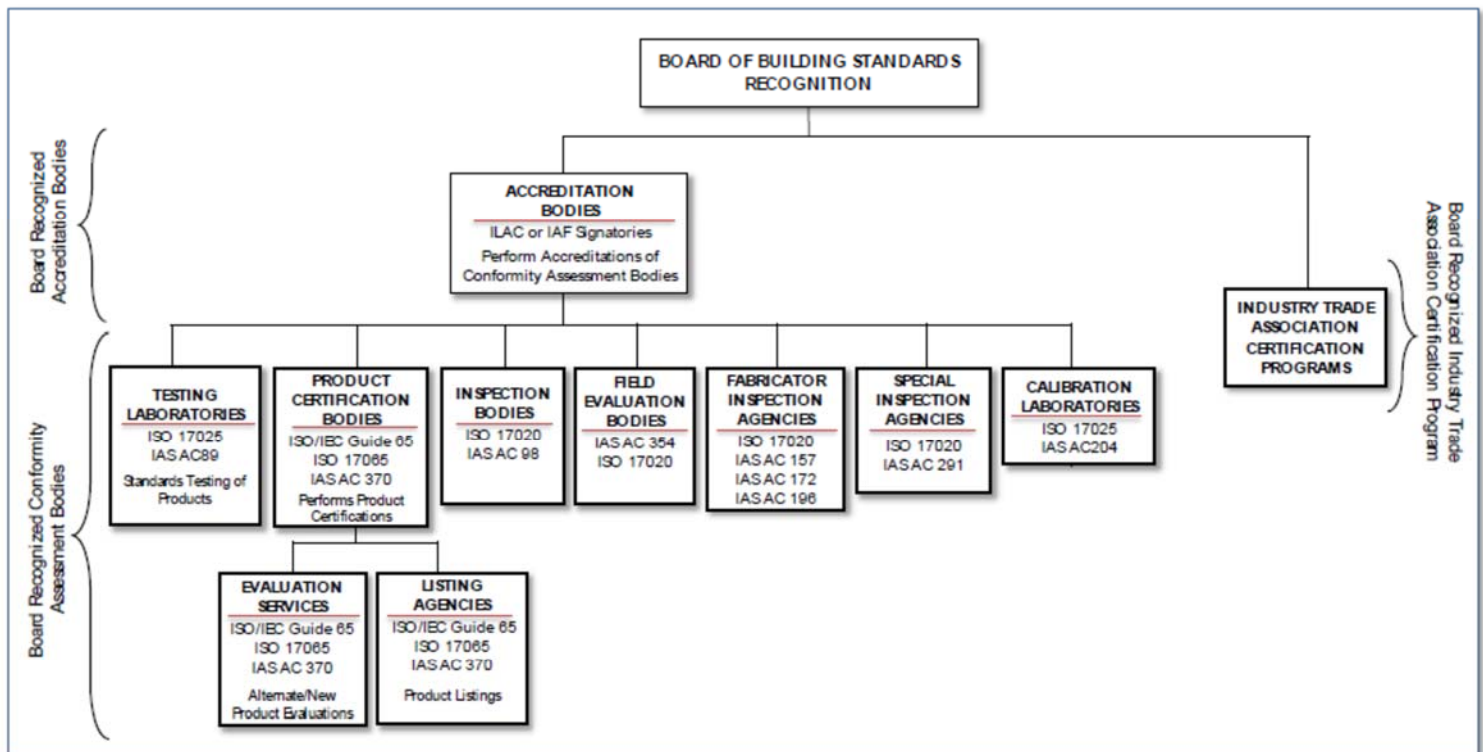 BOARD OF BUILDING STANDARDS
RECOGNITION
Board Recognized
Accreditation Bodies
ACCREDITATION
BODIES
ILAC or IAF Signatories
Perform Accreditations of
Conformity Assessment Bodies
Board Recognized Industry Trade
Association Certification Program
INDUSTRY TRADE
ASSOCIATION
CERTIFICATION
PROGRAMS
Board Recognized Conformity
Assessment Bodies
TESTING
LABORATORIES
ISO 17025
IAS AC89
Standards Testing of
Products
PRODUCT
CERTIFICATION
BODIES
ISO/IEC Guide 65
ISO 17065
IAS AC 370
Performs Product
Certifications
INSPECTION
BODIES
ISO 17020
IAS AC 98
FIELD
EVALUATION
BODIES
IAS AC 354
ISO 17020
FABRICATOR
INSPECTION
AGENCIES
ISO 17020
IAS AC 157
IAS AC 172
IAS AC 196
SPECIAL
INSPECTION
AGENCIES
ISO 17020
IAS AC 291
CALIBRATION
LABORATORIES
ISO 17025
IAS AC204
EVALUATION
SERVICES
ISO/IEC Guide 65
ISO 17065
IAS AC 370
Alternate/New
Product Evaluations
LISTING
AGENCIES
ISO/IEC Guide 65
ISO 17065
IAS AC 370
Product Listings